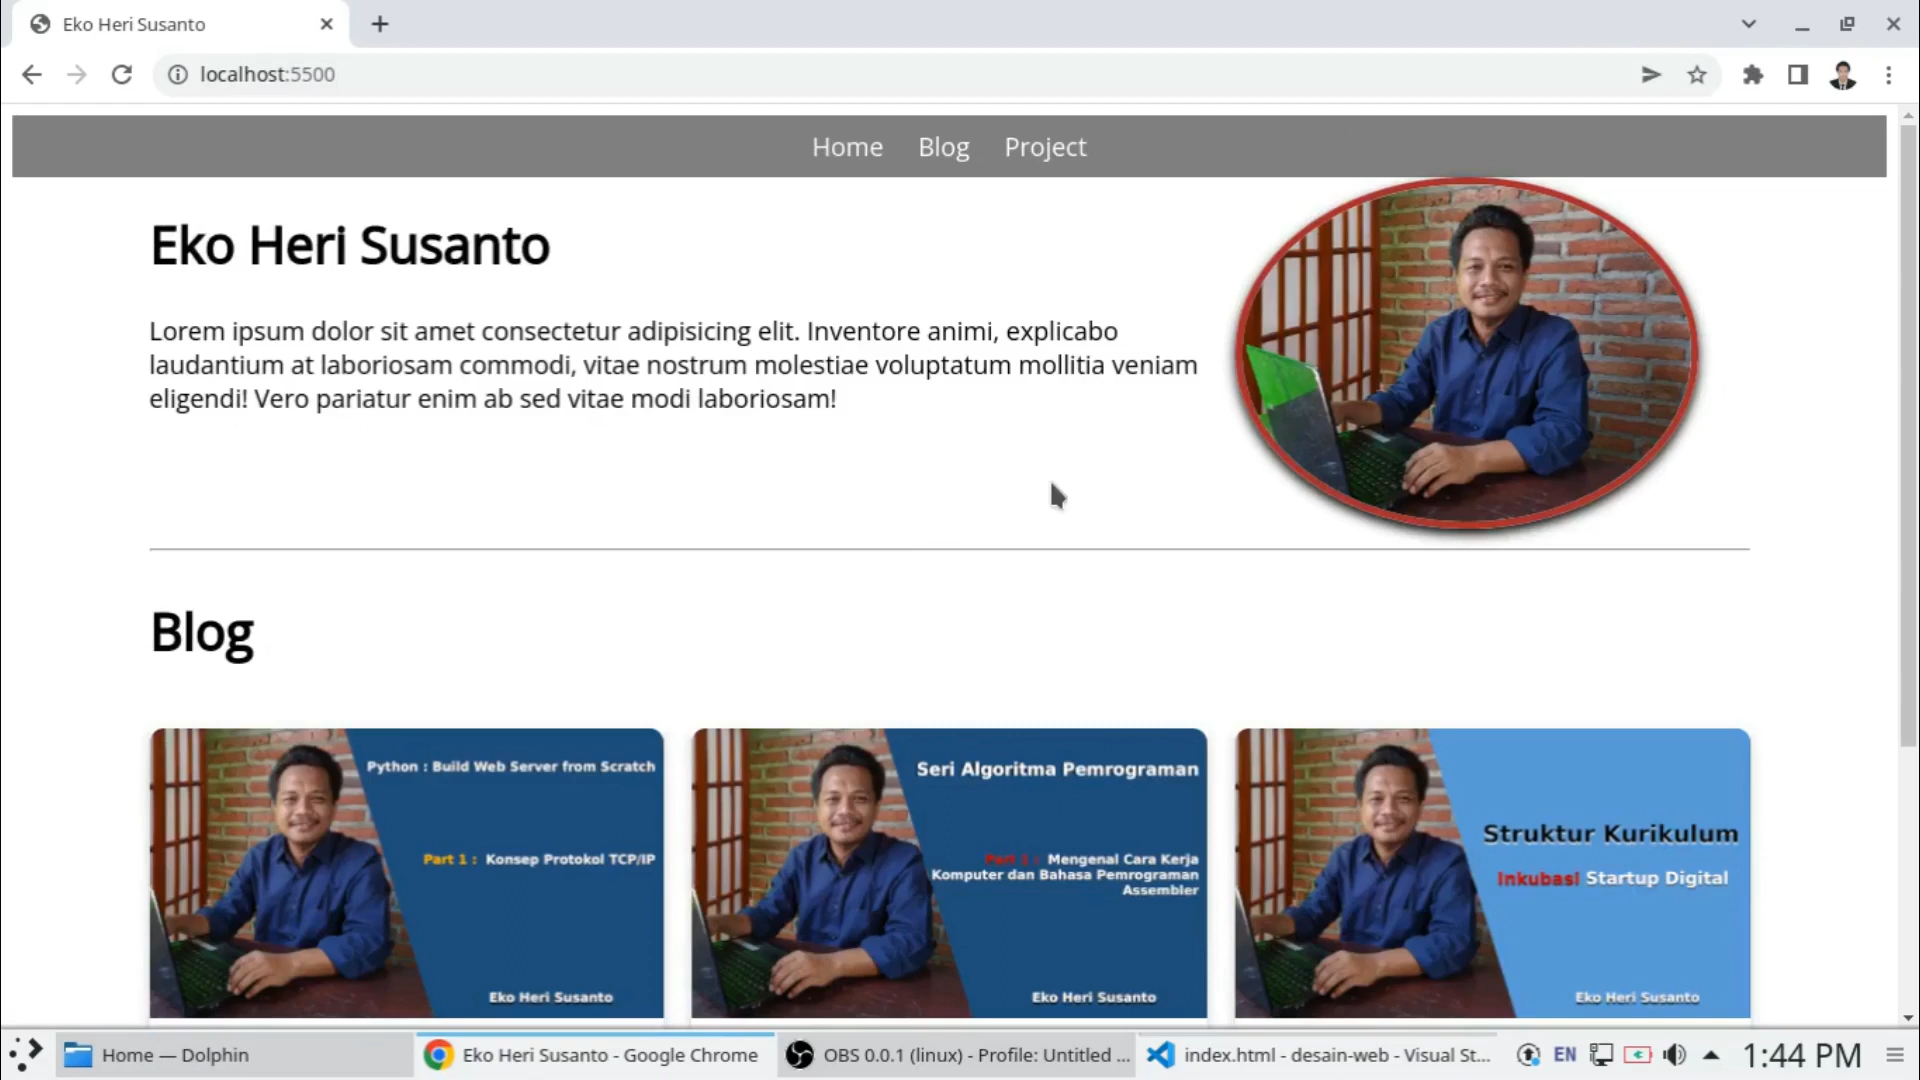 Eko Heri Susanto
localhost:5500
Home Blog Project
Eko Heri Susanto
Lorem ipsum dolor sit amet consectetur adipisicing elit. Inventore animi, explicabo
laudantium at laboriosam commodi, vitae nostrum molestiae voluptatum mollitia veniam
eligendi! Vero pariatur enim ab sed vitae modi laboriosam!
Blog
Python : Build Web Server from Scratch
Part 1 : Konsep Protokol TCP/IP
Eko Heri Susanto
Seri Algoritma Pemrograman
Part 1 : Mengenal Cara Kerja
Komputer dan Bahasa Pemrograman
Assembler
Eko Heri Susanto
Struktur Kurikulum
Inkubasi Startup Digital
Eko Heri Susanto
Home — Dolphin
Eko Heri Susanto - Google Chrome
OBS 0.0.1 (linux) - Profile: Untitled ...
index.html - desain-web - Visual St...
EN
1:44 PM